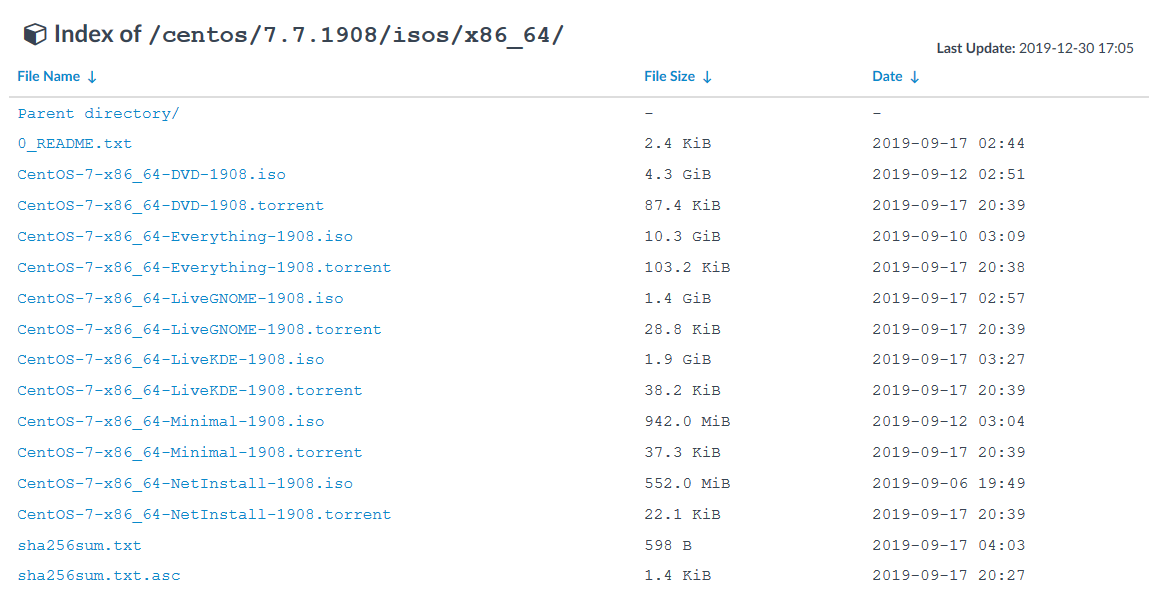 Index of /centos/7.7.1908/isos/x86_64/
Last Update: 2019-12-30 17:05
File Name ↓ File Size ↓ Date ↓
Parent directory/ - -
0_README.txt 2.4 KiB 2019-09-17 02:44
CentOS-7-x86_64-DVD-1908.iso 4.3 GiB 2019-09-12 02:51
CentOS-7-x86_64-DVD-1908.torrent 87.4 KiB 2019-09-17 20:39
CentOS-7-x86_64-Everything-1908.iso 10.3 GiB 2019-09-10 03:09
CentOS-7-x86_64-Everything-1908.torrent 103.2 KiB 2019-09-17 20:38
CentOS-7-x86_64-LiveGNOME-1908.iso 1.4 GiB 2019-09-17 02:57
CentOS-7-x86_64-LiveGNOME-1908.torrent 28.8 KiB 2019-09-17 20:39
CentOS-7-x86_64-LiveKDE-1908.iso 1.9 GiB 2019-09-17 03:27
CentOS-7-x86_64-LiveKDE-1908.torrent 38.2 KiB 2019-09-17 20:39
CentOS-7-x86_64-Minimal-1908.iso 942.0 MiB 2019-09-12 03:04
CentOS-7-x86_64-Minimal-1908.torrent 37.3 KiB 2019-09-17 20:39
CentOS-7-x86_64-NetInstall-1908.iso 552.0 MiB 2019-09-06 19:49
CentOS-7-x86_64-NetInstall-1908.torrent 22.1 KiB 2019-09-17 20:39
sha256sum.txt 598 B 2019-09-17 04:03
sha256sum.txt.asc 1.4 KiB 2019-09-17 20:27